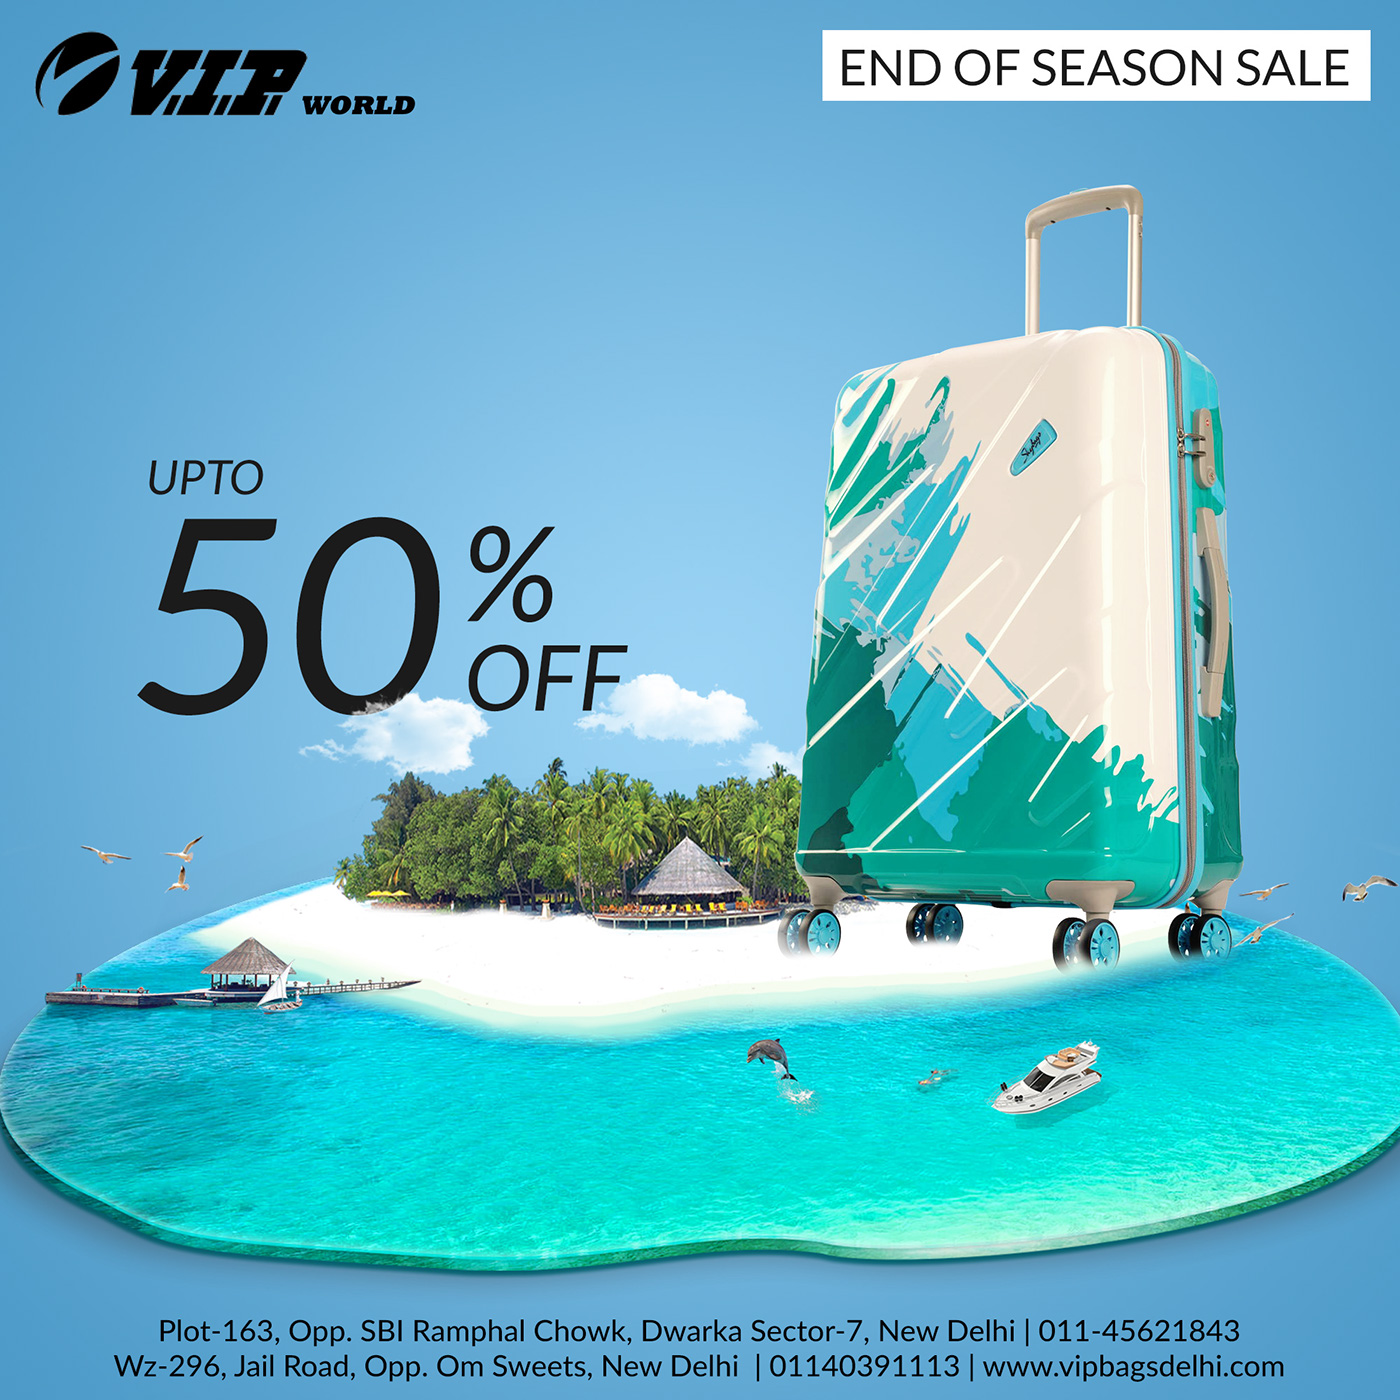 V.I.P WORLD
END OF SEASON SALE
Skybags
UPTO
50%
OFF
Plot-163, Opp. SBI Ramphal Chowk, Dwarka Sector-7, New Delhi | 011-45621843
Wz-296, Jail Road, Opp. Om Sweets, New Delhi | 01140391113 | www.vipbagsdelhi.com